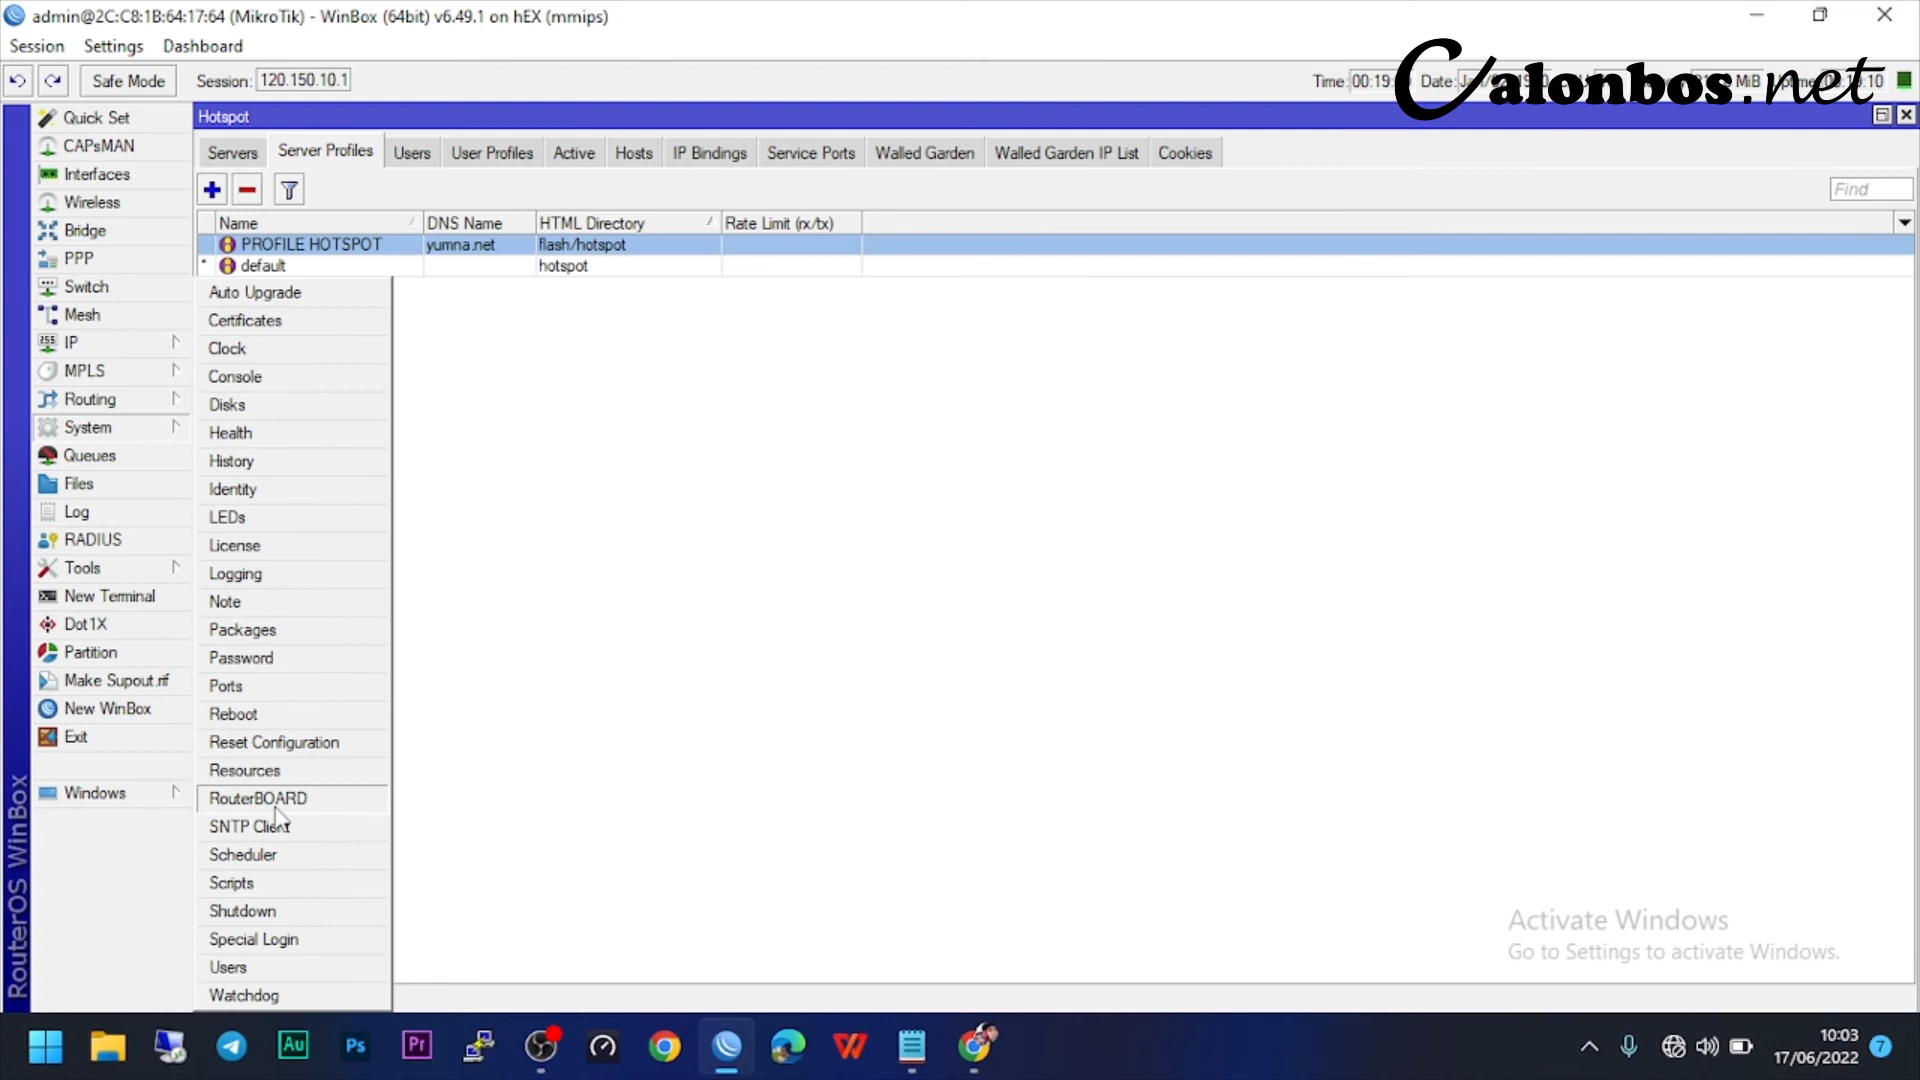 admin@2C:C8:1B:64:17:64 (MikroTik) - WinBox (64bit) v6.49.1 on hEX (mmips)
Session Settings Dashboard
Safe Mode Session: 120.150.10.1 Time: 00:19: Date: MiB
Calonbos.net
Hotspot
Servers Server Profiles Users User Profiles Active Hosts IP Bindings Service Ports Walled Garden Walled Garden IP List Cookies
Find
Name DNS Name HTML Directory Rate Limit (rx/tx)
PROFILE HOTSPOT yumna.net flash/hotspot
* default hotspot
Quick Set
CAPsMAN
Interfaces
Wireless
Bridge
PPP
Switch
Mesh
IP
MPLS
Routing
System
Queues
Files
Log
RADIUS
Tools
New Terminal
Dot1X
Partition
Make Supout.rif
New WinBox
Exit
Windows
RouterOS WinBox
Auto Upgrade
Certificates
Clock
Console
Disks
Health
History
Identity
LEDs
License
Logging
Note
Packages
Password
Ports
Reboot
Reset Configuration
Resources
RouterBOARD
SNTP Client
Scheduler
Scripts
Shutdown
Special Login
Users
Watchdog
Activate Windows
Go to Settings to activate Windows.
Au Ps Pr
10:03
17/06/2022
7